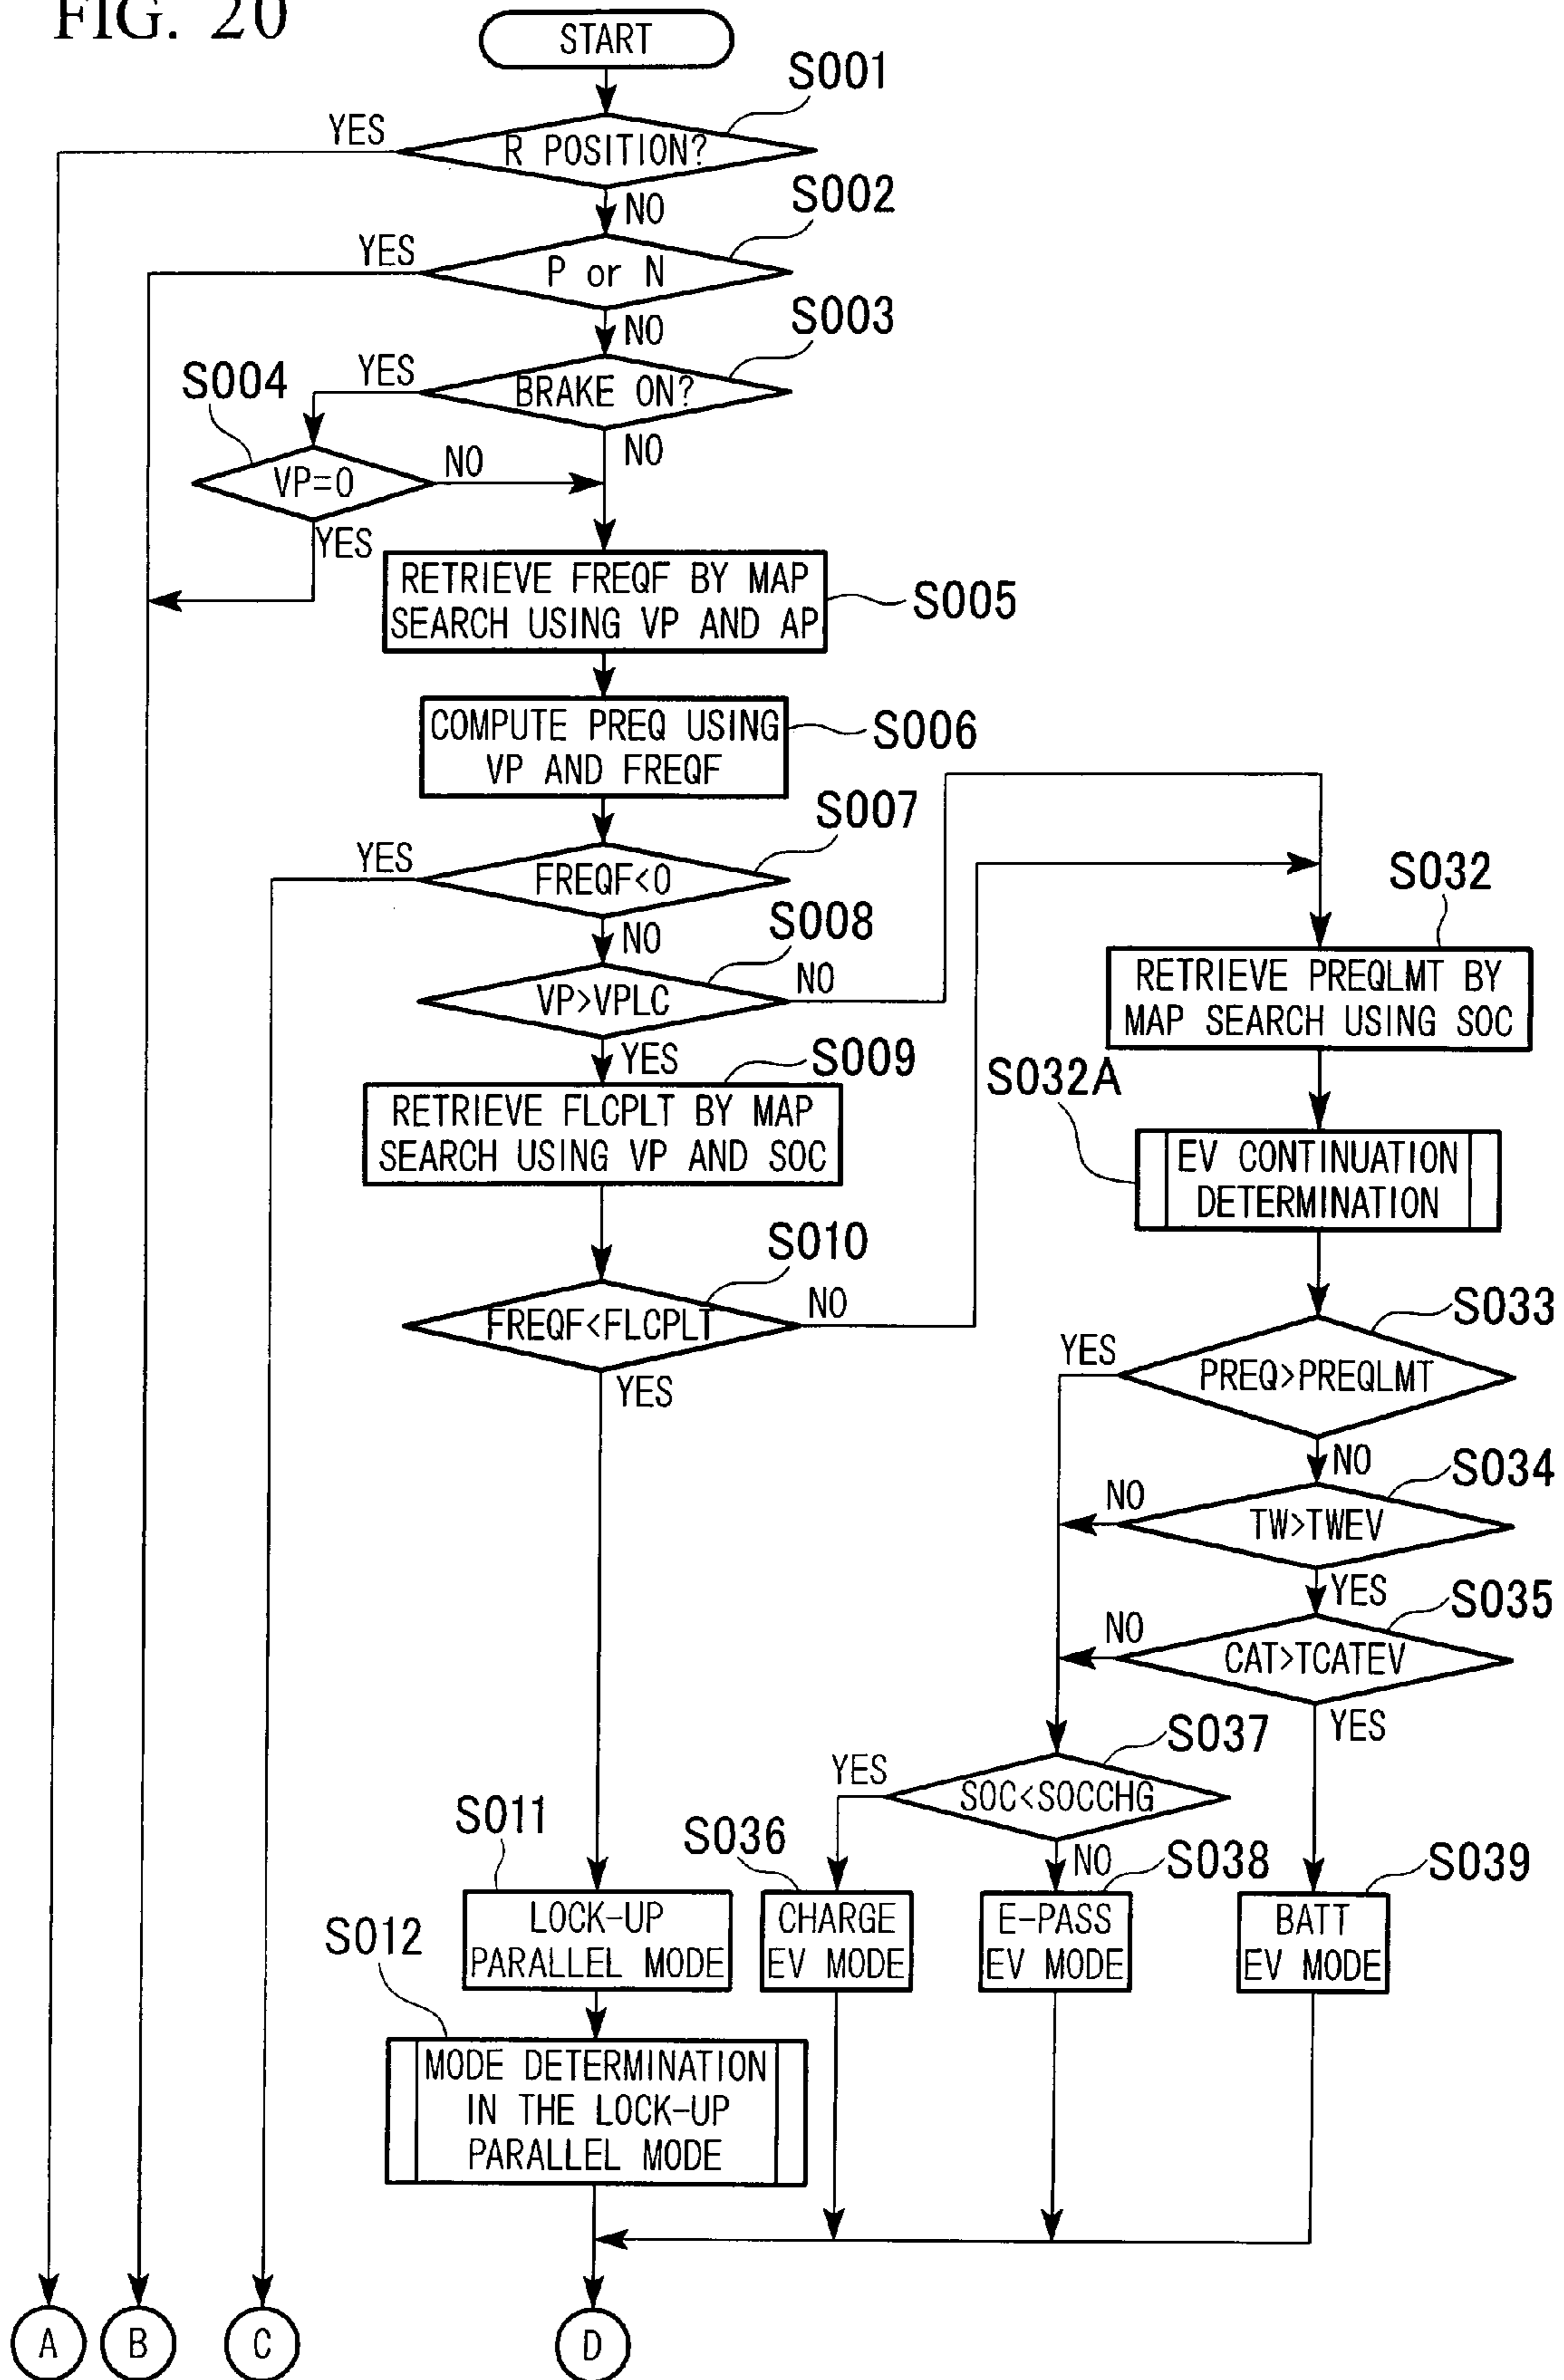 FIG. 20
START
S001
YES
R POSITION?
NO
S002
YES
P or N
NO
S003
YES
BRAKE ON?
NO
S004
VP=0
NO
YES
RETRIEVE FREQF BY MAP
SEARCH USING VP AND AP
S005
COMPUTE PREQ USING
VP AND FREQF
S006
S007
YES
FREQF<0
NO
S008
VP>VPLC
NO
YES
S009
RETRIEVE FLCPLT BY MAP
SEARCH USING VP AND SOC
S010
FREQF<FLCPLT
NO
YES
S032
RETRIEVE PREQLMT BY
MAP SEARCH USING SOC
S032A
EV CONTINUATION
DETERMINATION
S033
YES
PREQ>PREQLMT
NO
S034
NO
TW>TWEV
YES
S035
NO
CAT>TCATEV
YES
S037
YES
SOC<SOCCHG
NO
S011
LOCK-UP
PARALLEL MODE
S036
CHARGE
EV MODE
S038
E-PASS
EV MODE
S039
BATT
EV MODE
S012
MODE DETERMINATION
IN THE LOCK-UP
PARALLEL MODE
A
B
C
D